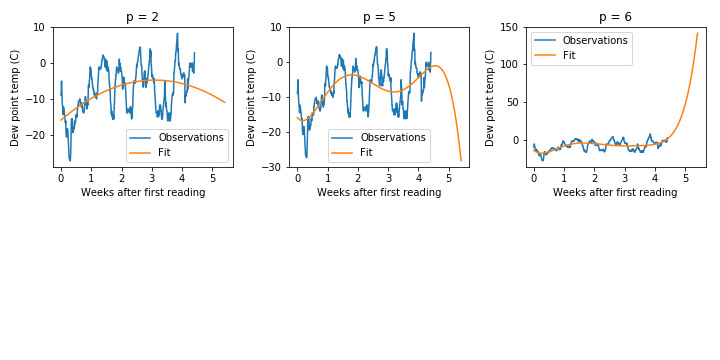 p = 2
Dew point temp (C)
10
0
−10
−20
0 1 2 3 4 5
Weeks after first reading
Observations
Fit
p = 5
Dew point temp (C)
10
0
−10
−20
−30
0 1 2 3 4 5
Weeks after first reading
Observations
Fit
p = 6
Dew point temp (C)
150
100
50
0
0 1 2 3 4 5
Weeks after first reading
Observations
Fit